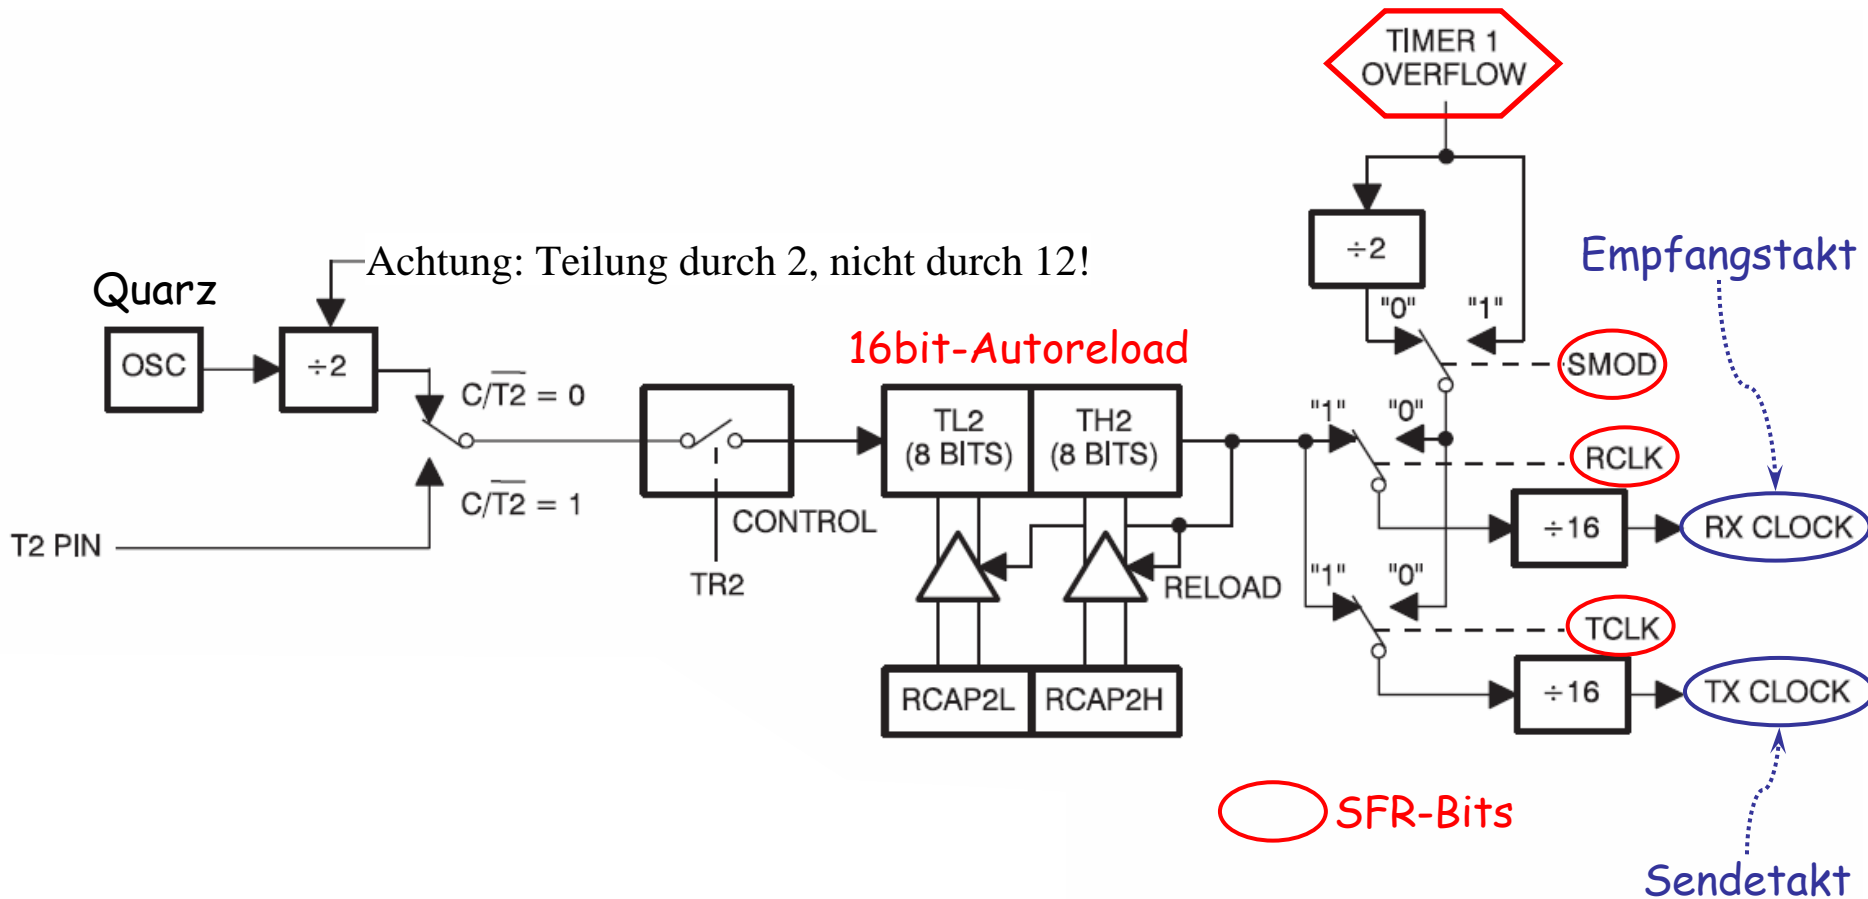 TIMER 1
OVERFLOW
÷2
Empfangstakt
Achtung: Teilung durch 2, nicht durch 12!
Quarz
"0" "1"
16bit-Autoreload
OSC
÷2
SMOD
C/T2̅ = 0
"1" "0"
TL2
(8 BITS)
TH2
(8 BITS)
RCLK
C/T2̅ = 1
CONTROL
÷16
RX CLOCK
T2 PIN
TR2
RELOAD
"1" "0"
TCLK
RCAP2L
RCAP2H
÷16
TX CLOCK
SFR-Bits
Sendetakt